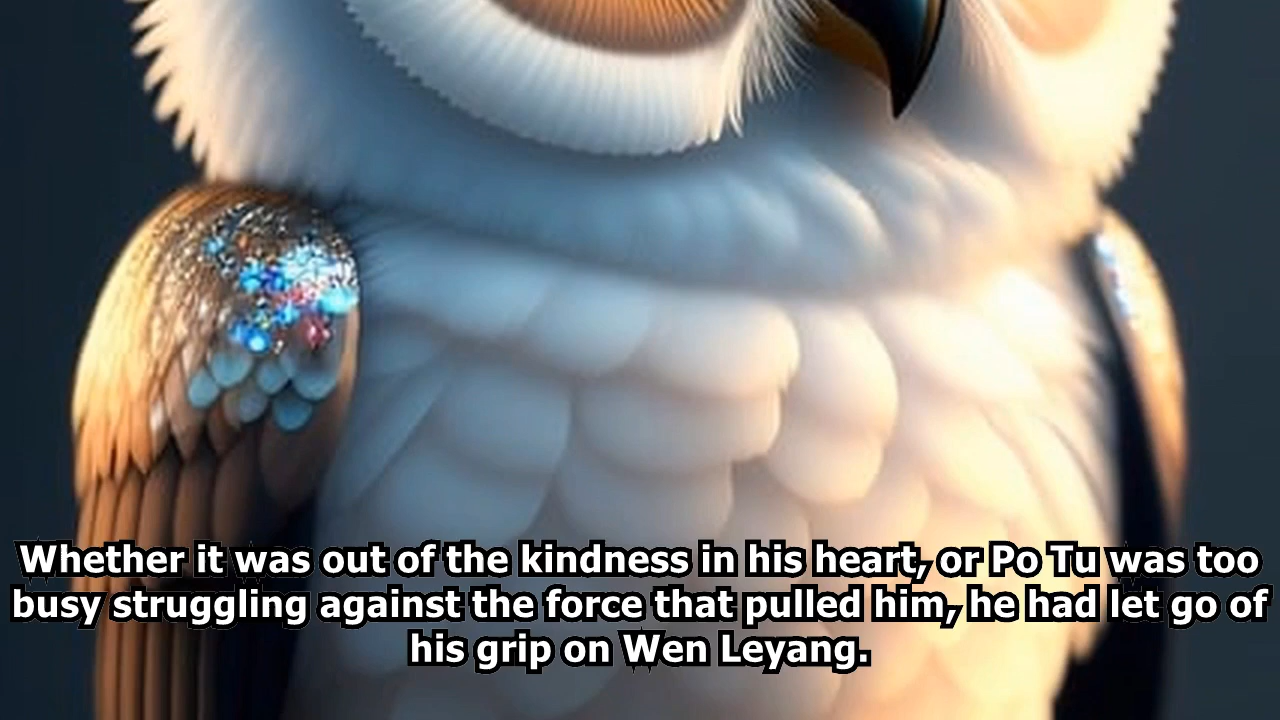 Whether it was out of the kindness in his heart, or Po Tu was too
busy struggling against the force that pulled him, he had let go of
his grip on Wen Leyang.